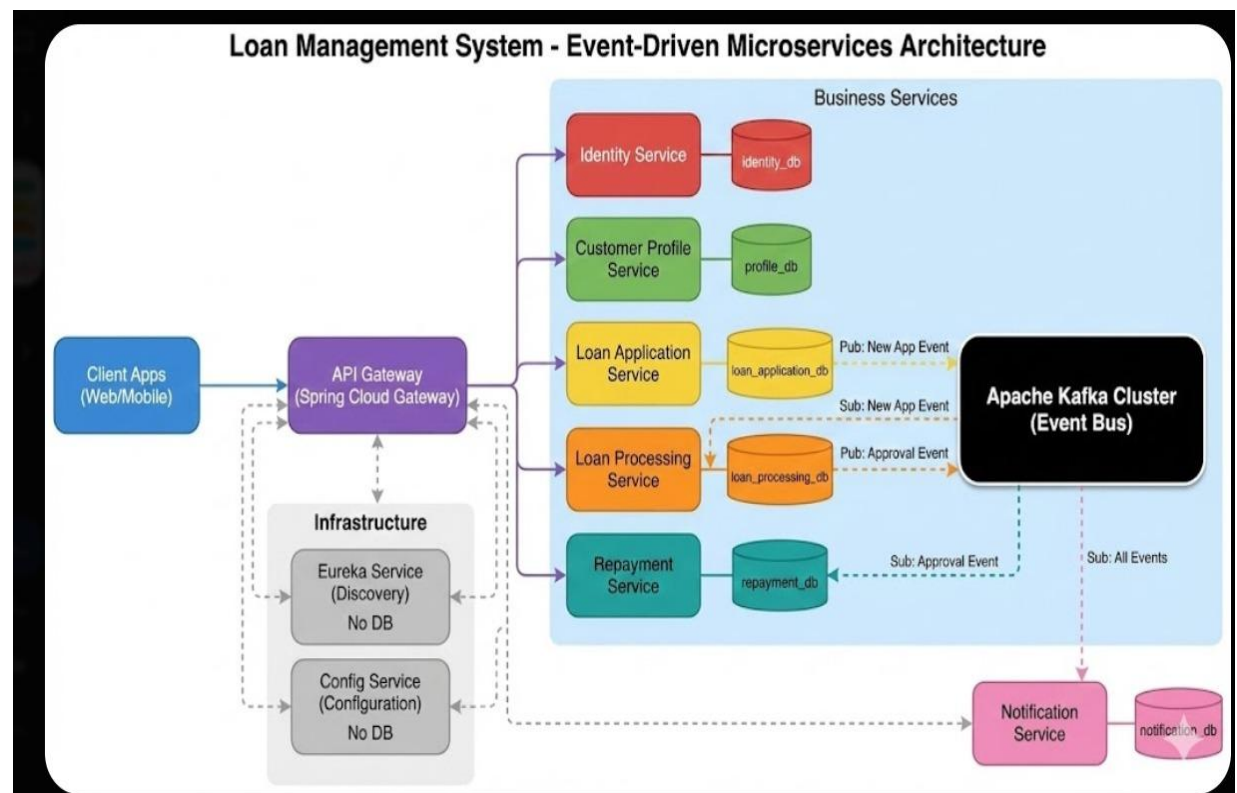 Loan Management System - Event-Driven Microservices Architecture
Business Services
Identity Service
identity_db
Customer Profile
Service
profile_db
Client Apps
(Web/Mobile)
API Gateway
(Spring Cloud Gateway)
Loan Application
Service
loan_application_db
Pub: New App Event
Sub: New App Event
Apache Kafka Cluster
(Event Bus)
Loan Processing
Service
loan_processing_db
Pub: Approval Event
Infrastructure
Eureka Service
(Discovery)
No DB
Repayment
Service
repayment_db
Sub: Approval Event
Sub: All Events
Config Service
(Configuration)
No DB
Notification
Service
notification_db